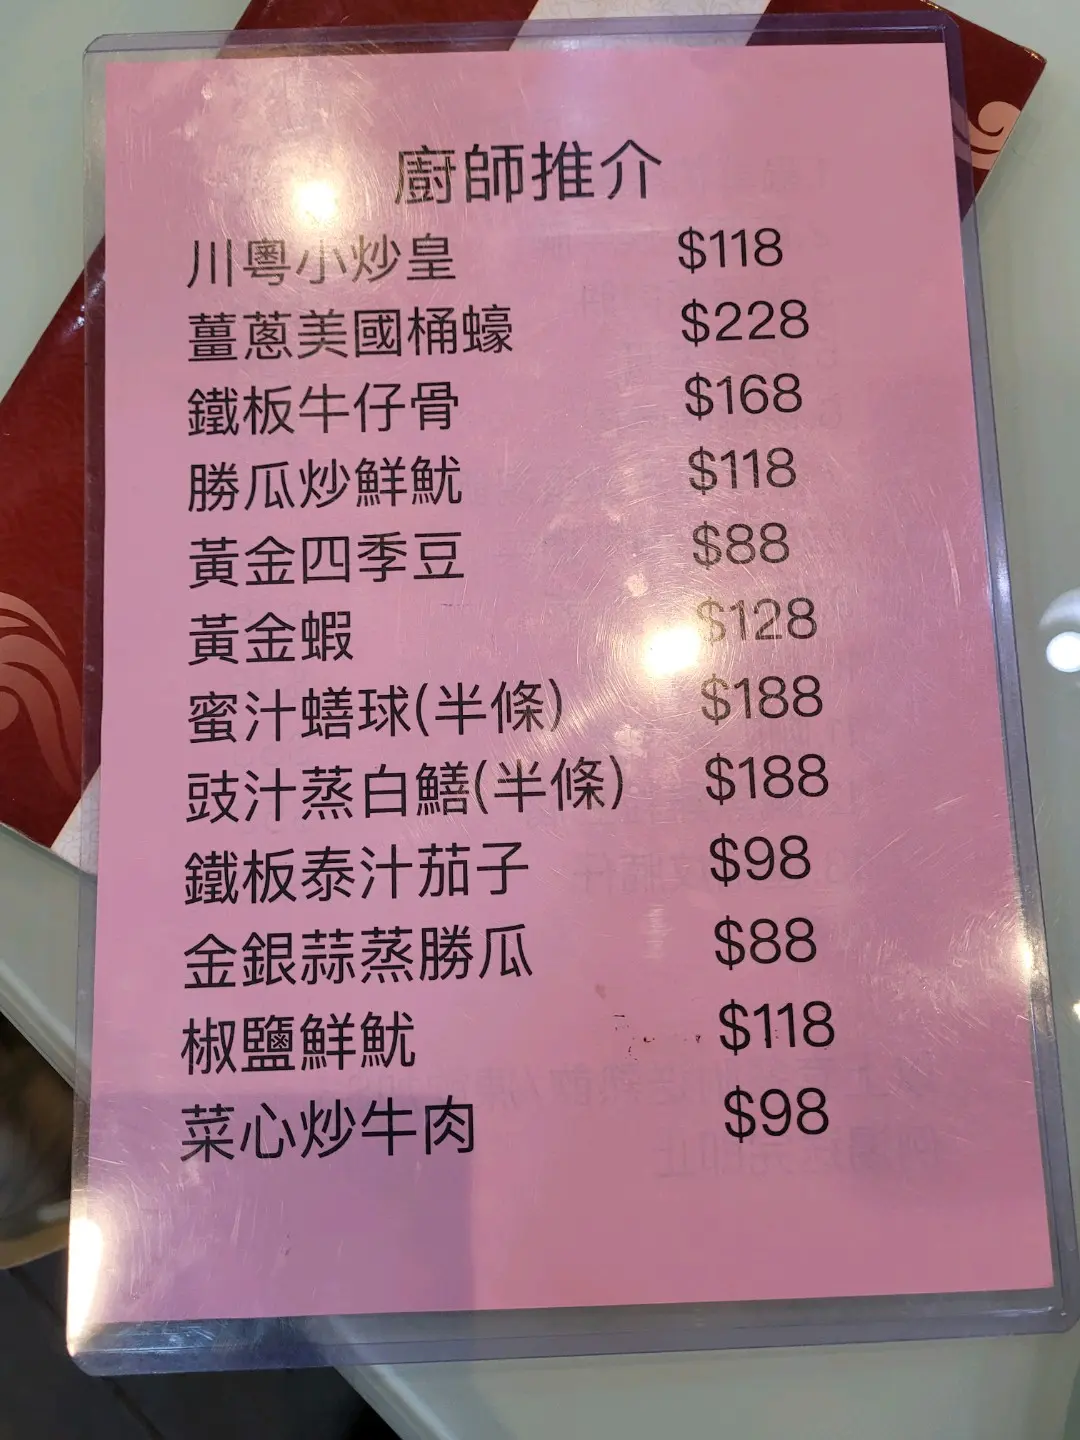 廚師推介
川粵小炒皇 $118
薑蔥美國桶蠔 $228
鐵板牛仔骨 $168
勝瓜炒鮮魷 $118
黃金四季豆 $88
黃金蝦 $128
蜜汁蟮球(半條) $188
豉汁蒸白鱔(半條) $188
鐵板泰汁茄子 $98
金銀蒜蒸勝瓜 $88
椒鹽鮮魷 $118
菜心炒牛肉 $98